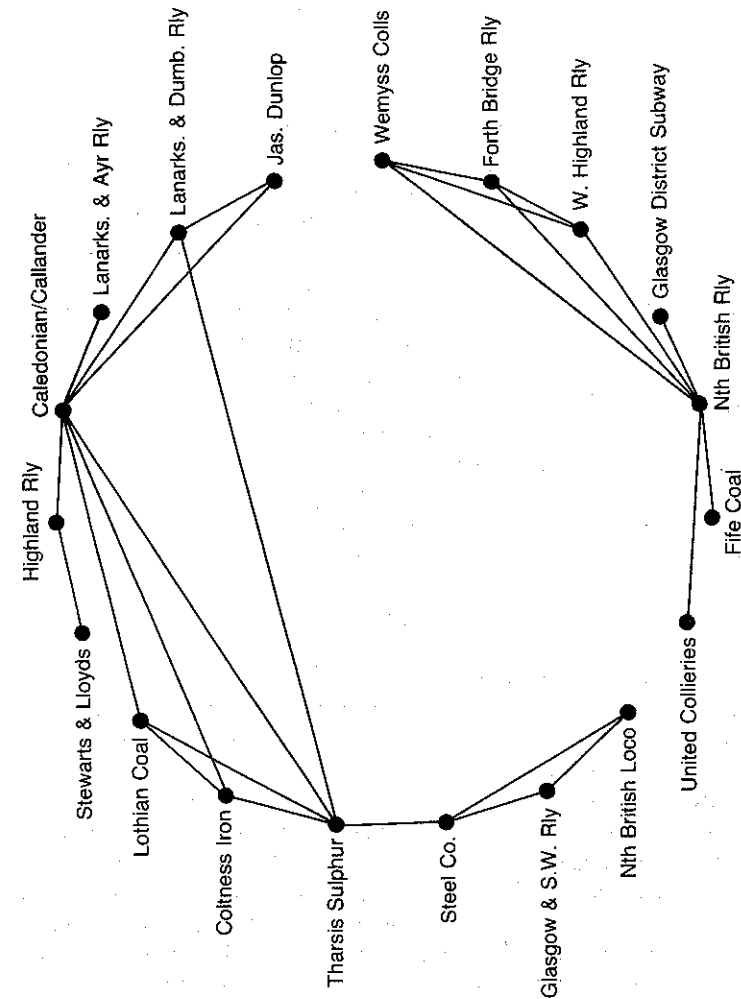 Caledonian/Callander
Lanarks. & Ayr Rly
Lanarks. & Dumb. Rly
Jas. Dunlop
Wemyss Colls
Forth Bridge Rly
W. Highland Rly
Glasgow District Subway
Nth British Rly
Fife Coal
United Collieries
Nth British Loco
Glasgow & S.W. Rly
Steel Co.
Tharsis Sulphur
Coltness Iron
Lothian Coal
Stewarts & Lloyds
Highland Rly